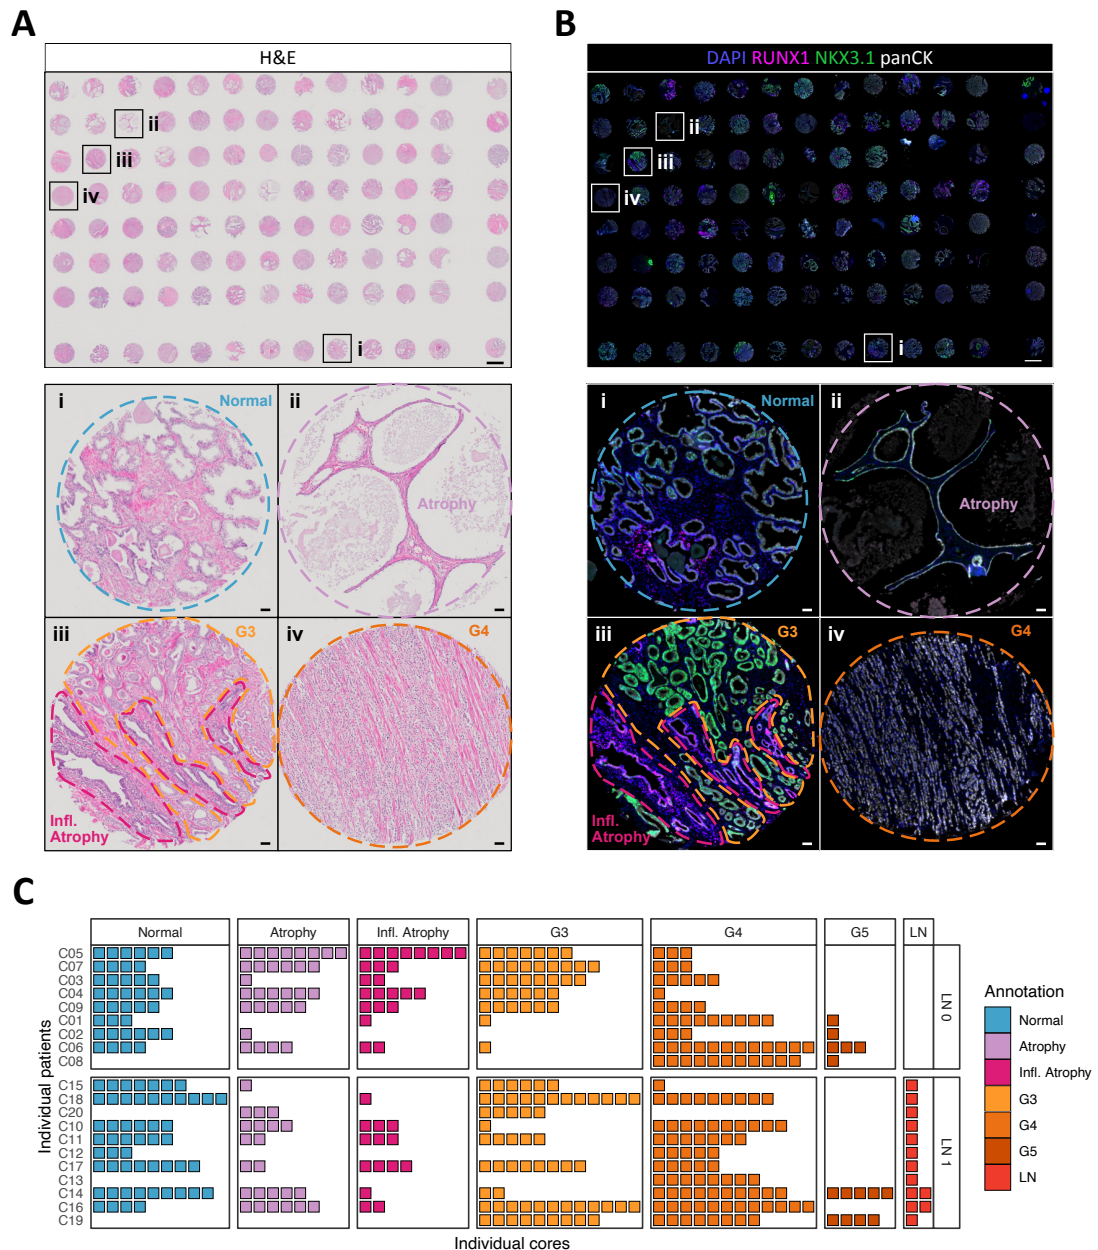 A
B
H&E
DAPI RUNX1 NKX3.1 panCK
ii
iii
iv
i
ii
iii
iv
i
i
Normal
ii
Atrophy
iii
G3
Infl.
Atrophy
iv
G4
i
Normal
ii
Atrophy
iii
G3
Infl.
Atrophy
iv
G4
C
Normal
Atrophy
Infl. Atrophy
G3
G4
G5
LN
Individual patients
C05
C07
C03
C04
C09
C01
C02
C06
C08
LN 0
C15
C18
C20
C10
C11
C12
C17
C13
C14
C16
C19
LN 1
Individual cores
Annotation
Normal
Atrophy
Infl. Atrophy
G3
G4
G5
LN